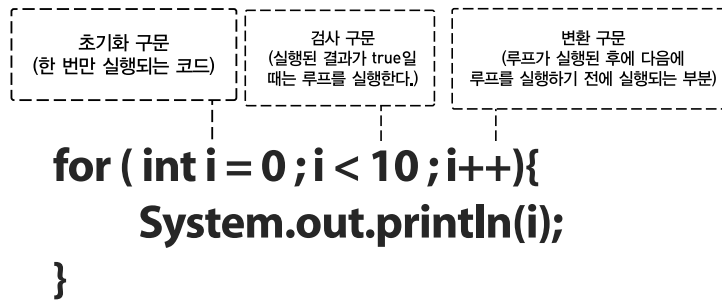 초기화 구문
(한 번만 실행되는 코드)
검사 구문
(실행된 결과가 true일
때는 루프를 실행한다.)
변환 구문
(루프가 실행된 후에 다음에
루프를 실행하기 전에 실행되는 부분)
for ( int i = 0 ; i < 10 ; i++){
System.out.println(i);
}